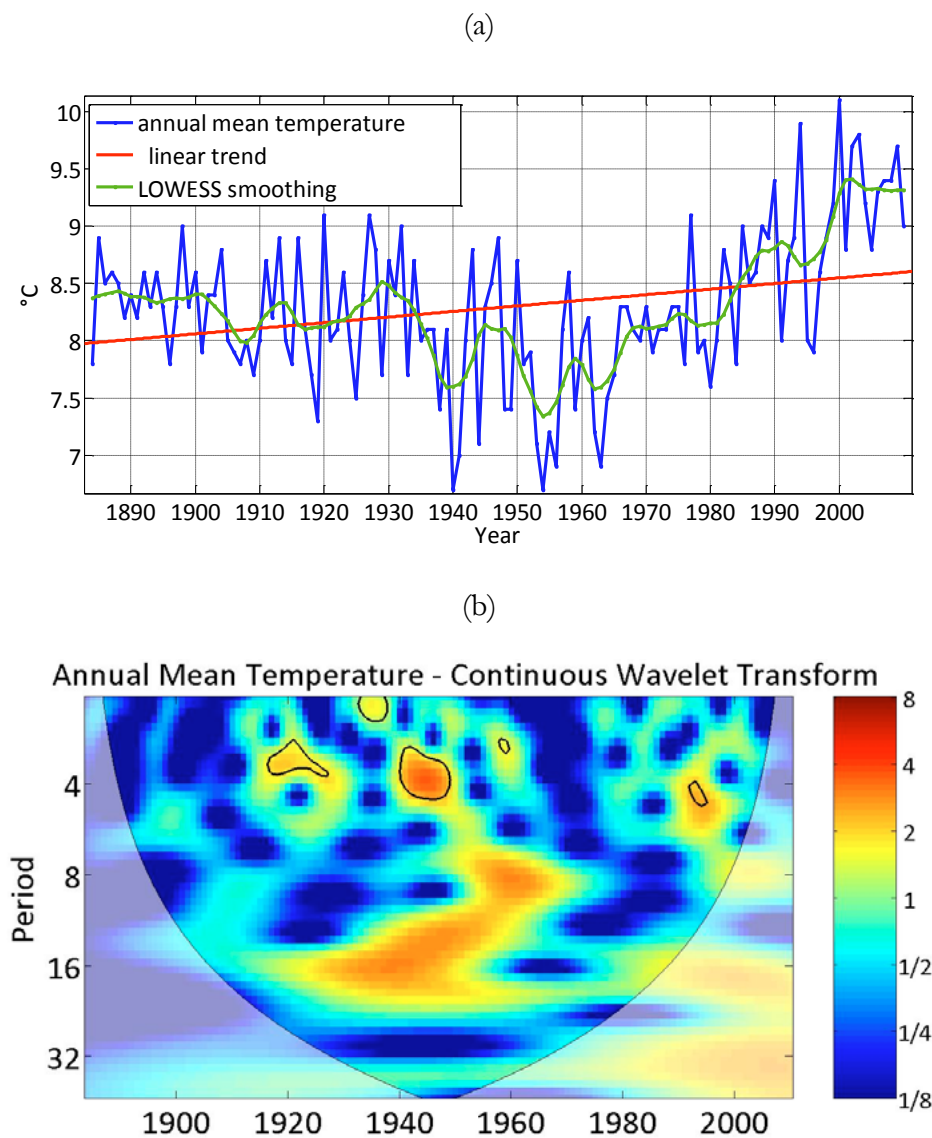 (a)
annual mean temperature
linear trend
LOWESS smoothing
10
9.5
9
8.5
8
7.5
7
°C
1890 1900 1910 1920 1930 1940 1950 1960 1970 1980 1990 2000
Year
(b)
Annual Mean Temperature - Continuous Wavelet Transform
Period
4
8
16
32
1900 1920 1940 1960 1980 2000
8
4
2
1
1/2
1/4
1/8